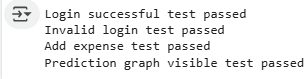 Login successful test passed
Invalid login test passed
Add expense test passed
Prediction graph visible test passed